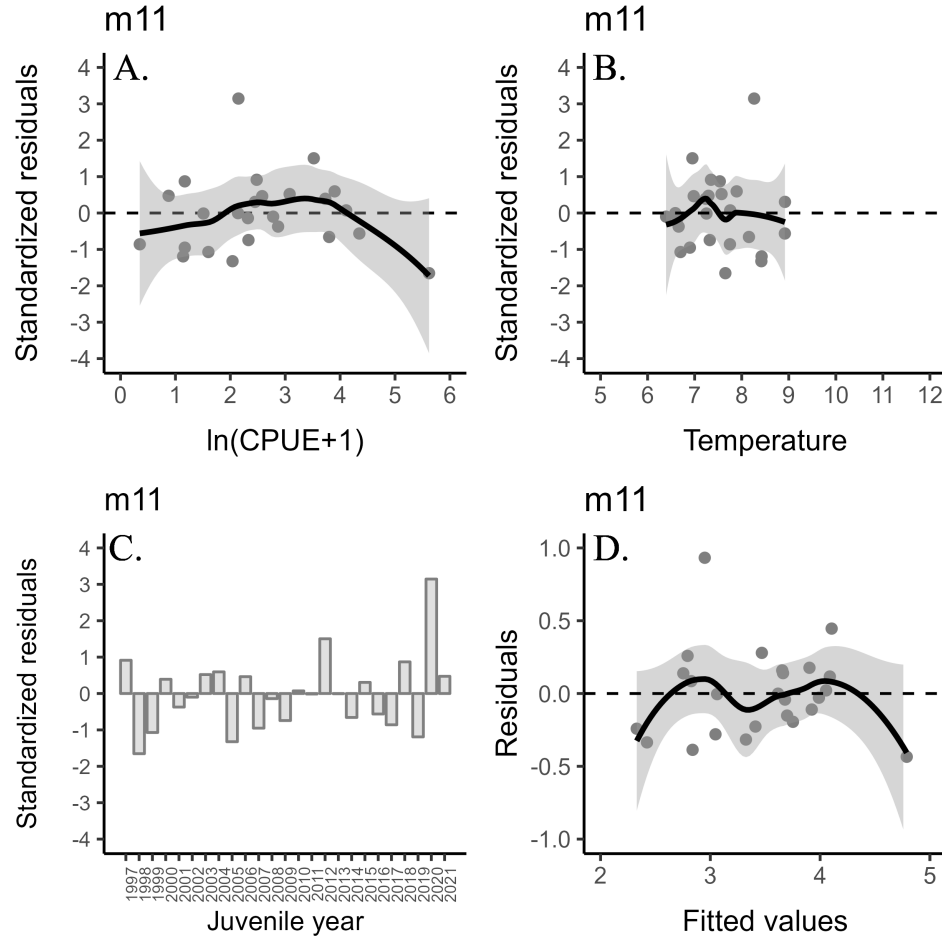 m11
A.
Standardized residuals
4
3
2
1
0
-1
-2
-3
-4
0 1 2 3 4 5 6
ln(CPUE+1)
m11
B.
Standardized residuals
4
3
2
1
0
-1
-2
-3
-4
5 6 7 8 9 10 11 12
Temperature
m11
C.
Standardized residuals
4
3
2
1
0
-1
-2
-3
-4
1997 1998 1999 2000 2001 2002 2003 2004 2005 2006 2007 2008 2009 2010 2011 2012 2013 2014 2015 2016 2017 2018 2019 2020 2021
Juvenile year
m11
D.
Residuals
1.0
0.5
0.0
-0.5
-1.0
2 3 4 5
Fitted values